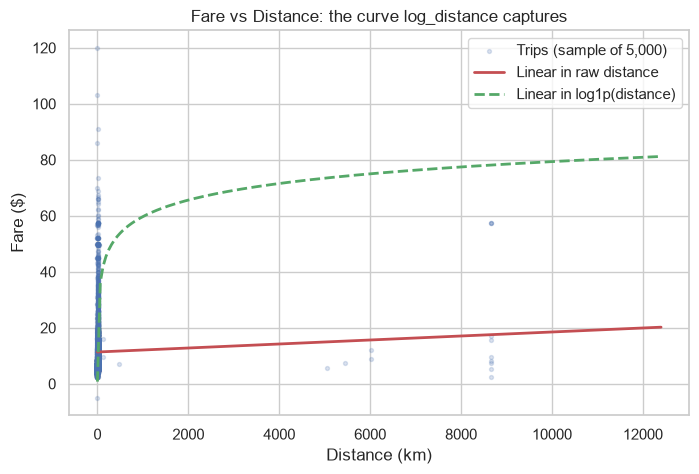 Fare vs Distance: the curve log_distance captures
Trips (sample of 5,000)
Linear in raw distance
Linear in log1p(distance)
Fare ($)
120
100
80
60
40
20
0
0 2000 4000 6000 8000 10000 12000
Distance (km)